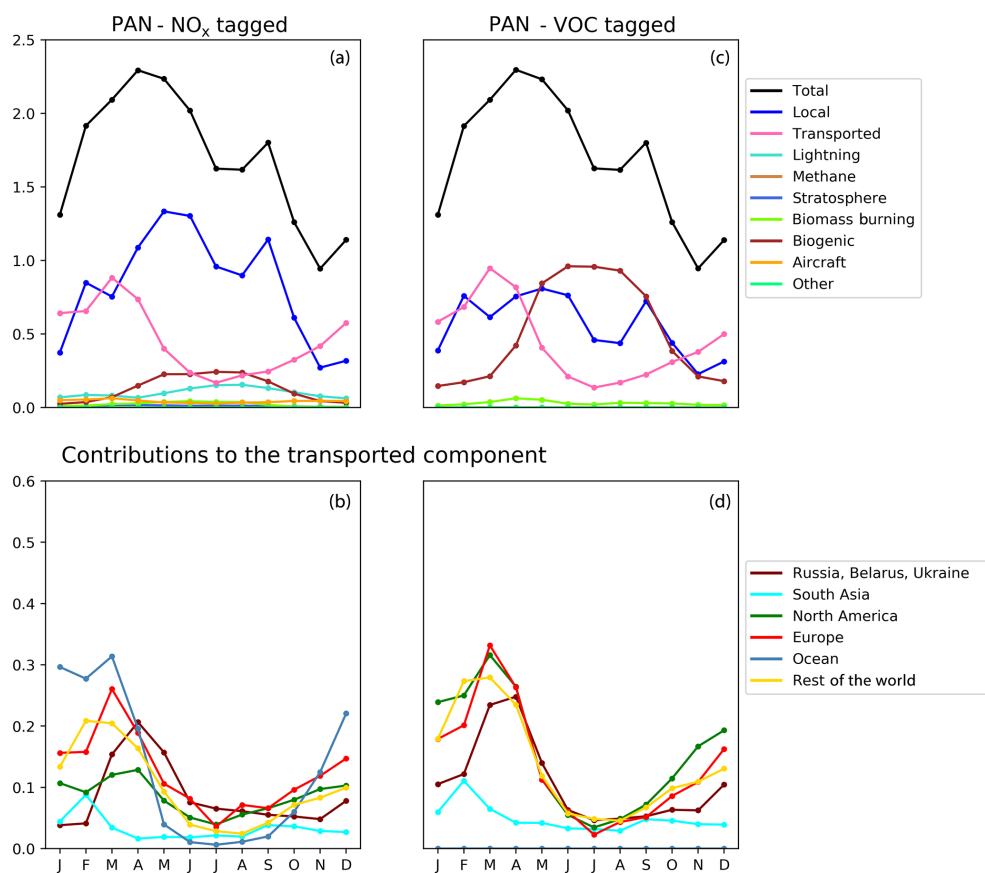 PAN - NOx tagged
PAN - VOC tagged
2.5
2.0
1.5
1.0
0.5
0.0
(a)
(c)
Total
Local
Transported
Lightning
Methane
Stratosphere
Biomass burning
Biogenic
Aircraft
Other
Contributions to the transported component
0.6
0.5
0.4
0.3
0.2
0.1
0.0
(b)
(d)
J F M A M J J A S O N D
J F M A M J J A S O N D
Russia, Belarus, Ukraine
South Asia
North America
Europe
Ocean
Rest of the world